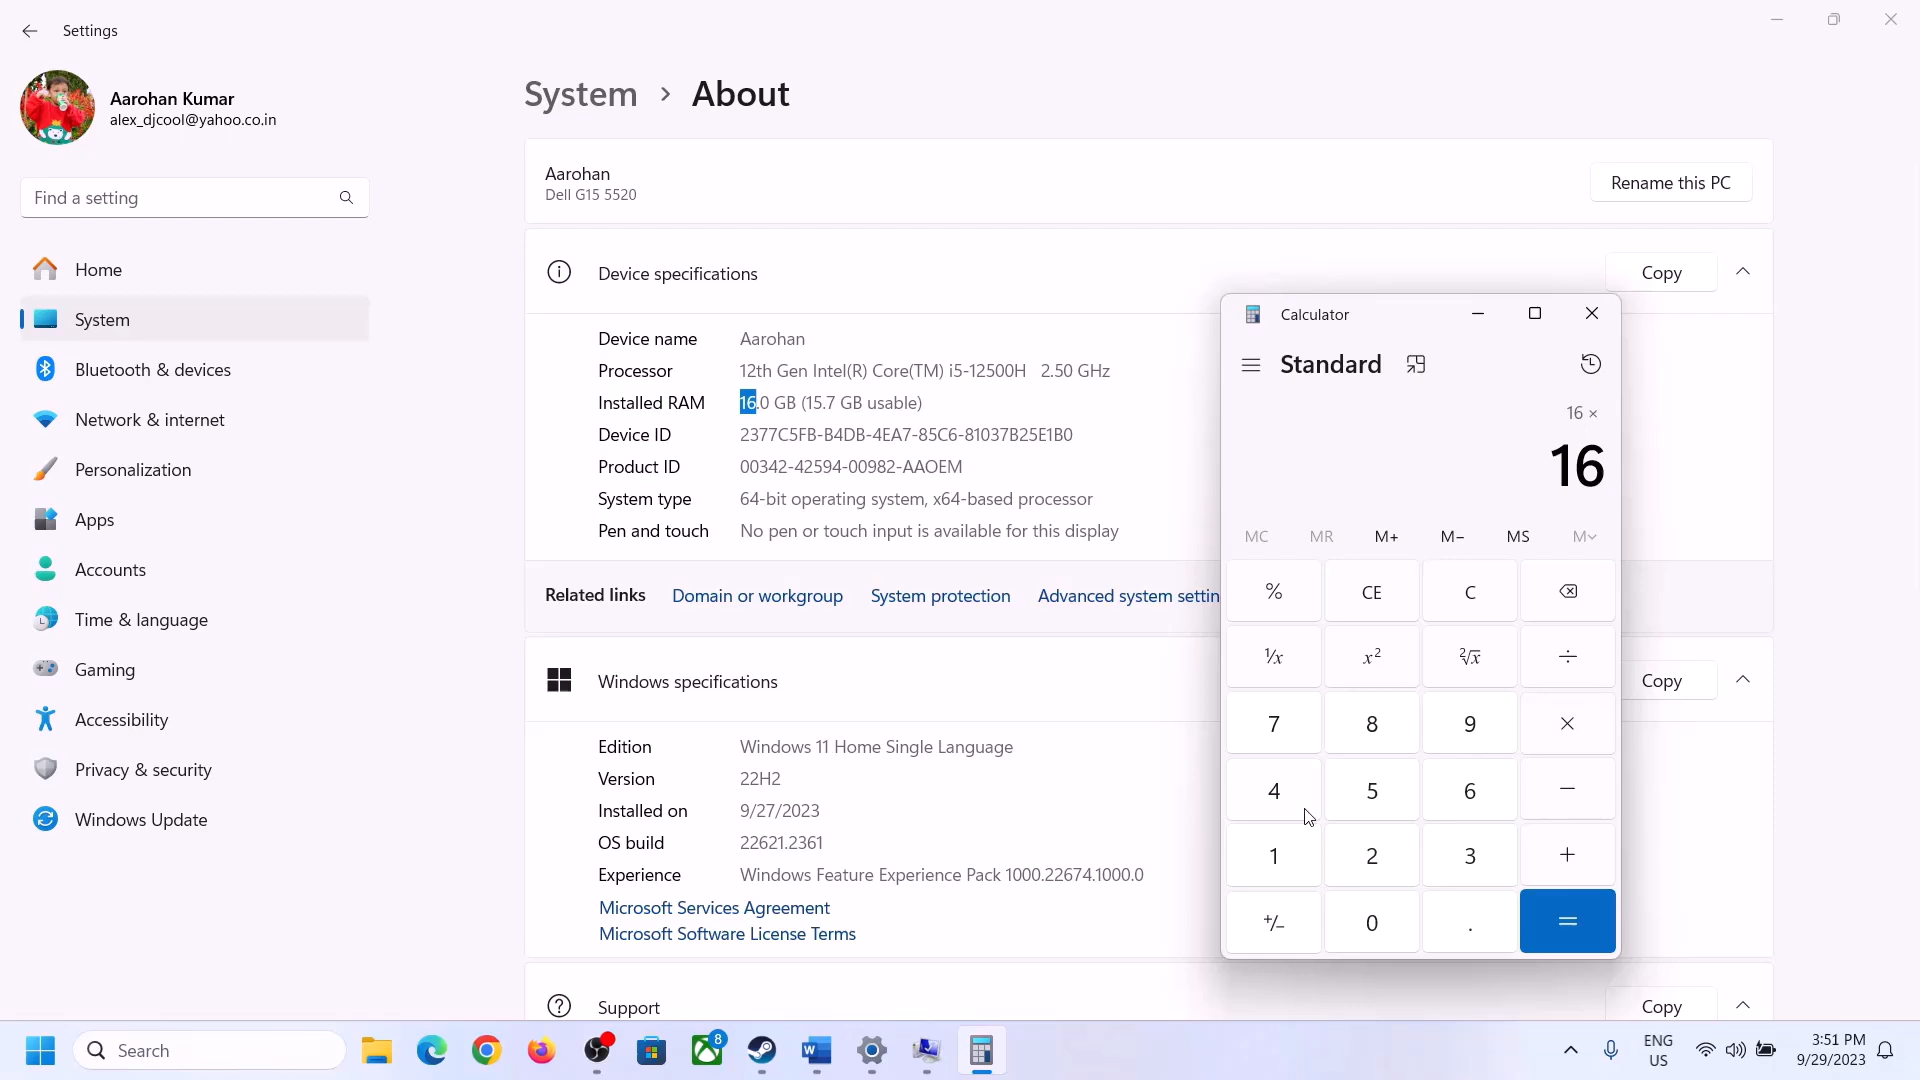 Settings
Aarohan Kumar
alex_djcool@yahoo.co.in
Find a setting
Home
System
Bluetooth & devices
Network & internet
Personalization
Apps
Accounts
Time & language
Gaming
Accessibility
Privacy & security
Windows Update
System > About
Aarohan
Dell G15 5520
Rename this PC
Device specifications
Copy
Device name Aarohan
Processor 12th Gen Intel(R) Core(TM) i5-12500H 2.50 GHz
Installed RAM 16.0 GB (15.7 GB usable)
Device ID 2377C5FB-B4DB-4EA7-85C6-81037B25E1B0
Product ID 00342-42594-00982-AAOEM
System type 64-bit operating system, x64-based processor
Pen and touch No pen or touch input is available for this display
Related links Domain or workgroup System protection Advanced system settin
Windows specifications
Copy
Edition Windows 11 Home Single Language
Version 22H2
Installed on 9/27/2023
OS build 22621.2361
Experience Windows Feature Experience Pack 1000.22674.1000.0
Microsoft Services Agreement
Microsoft Software License Terms
Support
Copy
Calculator
Standard
16 ×
16
MC MR M+ M− MS M˅
% CE C
¹/x x² ²√x ÷
7 8 9 ×
4 5 6 −
1 2 3 +
+/− 0 . =
Search
8
ENG
US
3:51 PM
9/29/2023